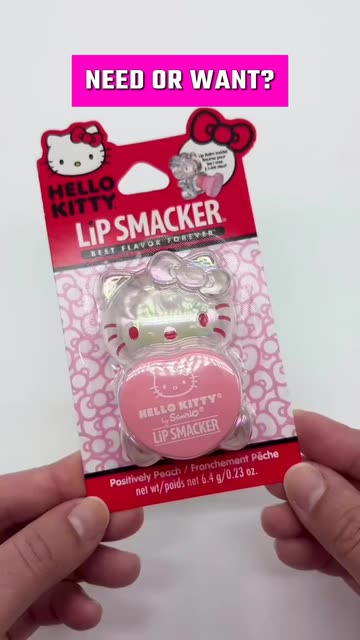 NEED OR WANT?
HELLO
KITTY
LiP SMACKER®
BEST FLAVOR FOREVER™
HELLO KITTY®
by Sanrio®
LiP SMACKER
Positively Peach / Franchement Pêche
net wt/poids net 6.4 g/0.23 oz.